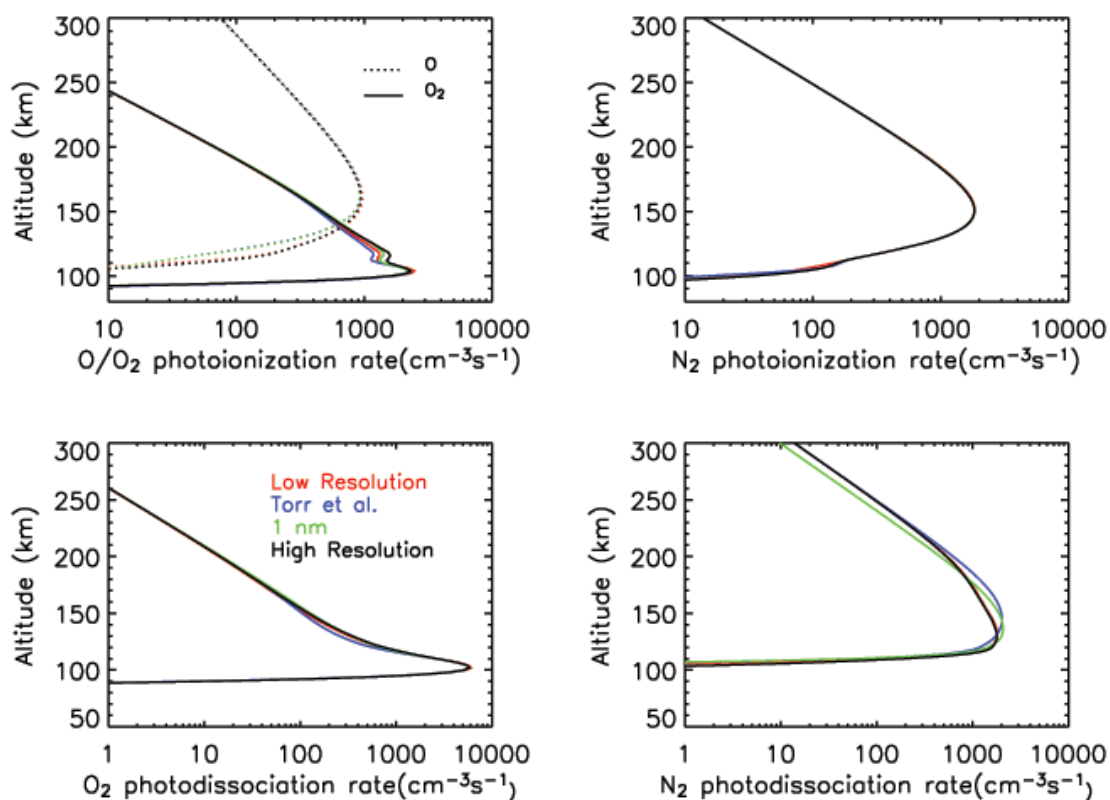 300
250
200
150
100
Altitude (km)
O
O₂
10 100 1000 10000
O/O₂ photoionization rate(cm⁻³s⁻¹)
300
250
200
150
100
Altitude (km)
10 100 1000 10000
N₂ photoionization rate(cm⁻³s⁻¹)
300
250
200
150
100
50
Altitude (km)
Low Resolution
Torr et al.
1 nm
High Resolution
1 10 100 1000 10000
O₂ photodissociation rate(cm⁻³s⁻¹)
300
250
200
150
100
50
Altitude (km)
1 10 100 1000 10000
N₂ photodissociation rate(cm⁻³s⁻¹)